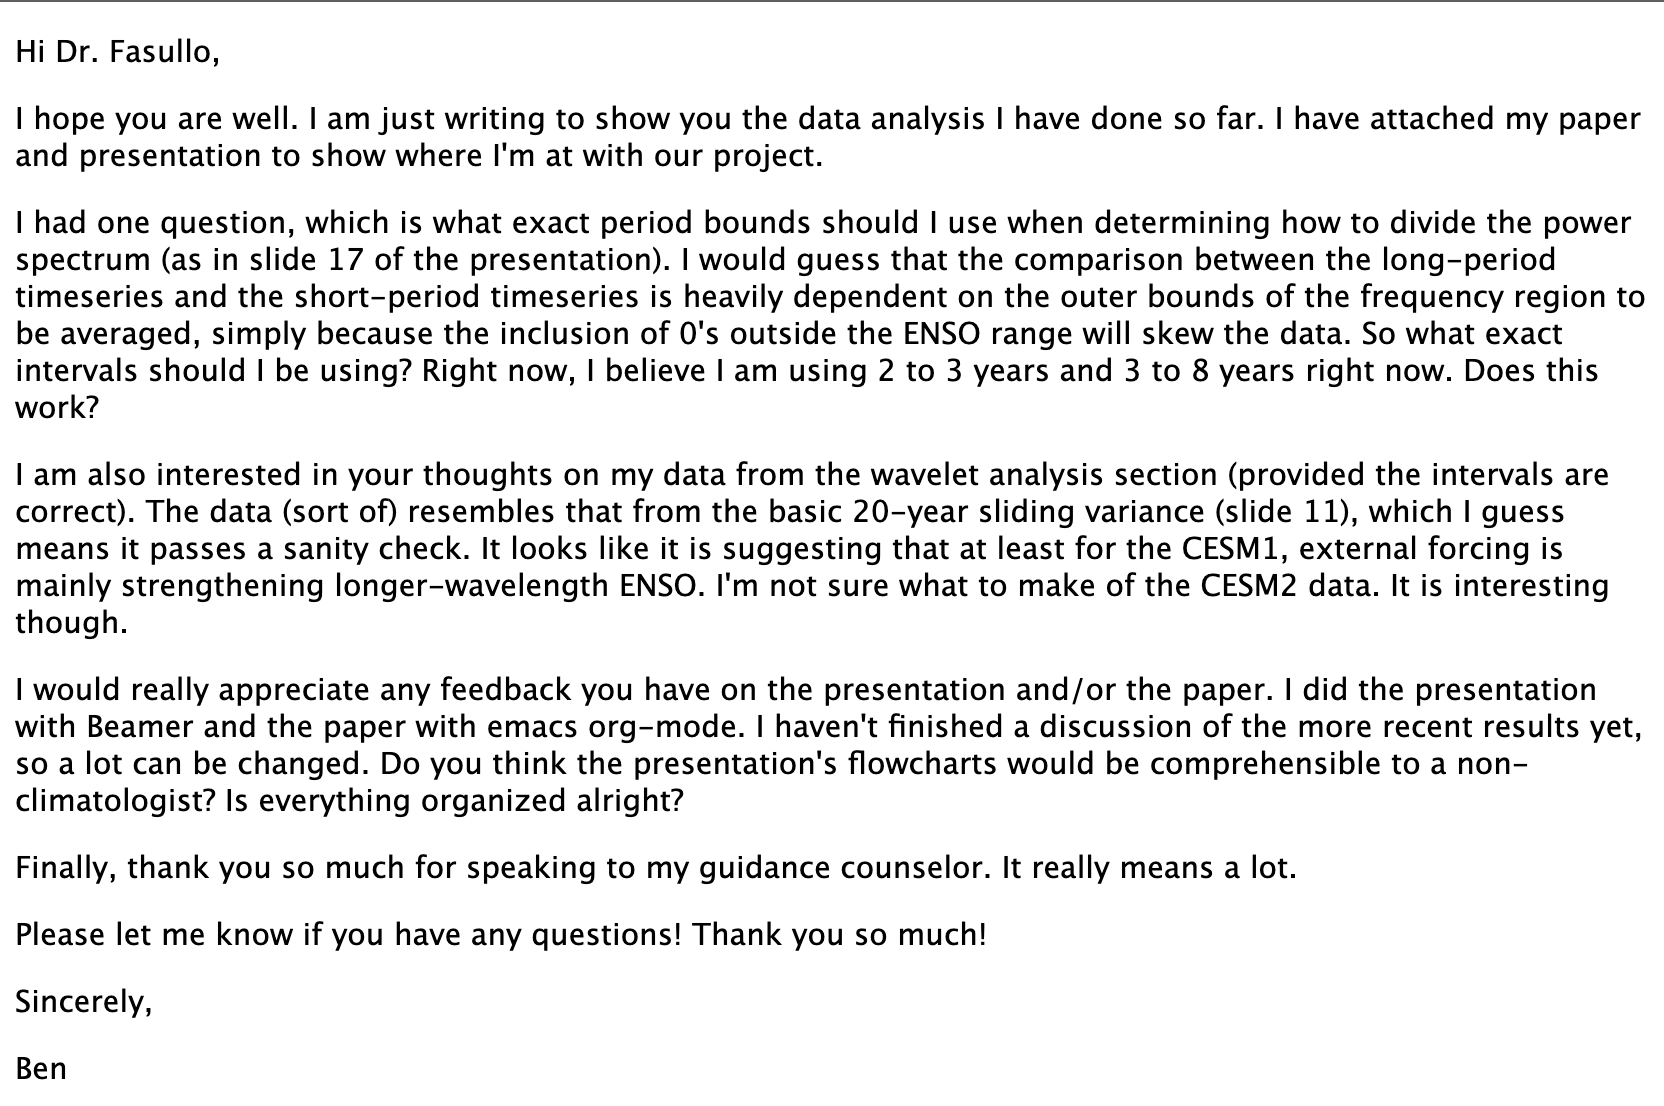 Hi Dr. Fasullo,
I hope you are well. I am just writing to show you the data analysis I have done so far. I have attached my paper
and presentation to show where I'm at with our project.
I had one question, which is what exact period bounds should I use when determining how to divide the power
spectrum (as in slide 17 of the presentation). I would guess that the comparison between the long-period
timeseries and the short-period timeseries is heavily dependent on the outer bounds of the frequency region to
be averaged, simply because the inclusion of 0's outside the ENSO range will skew the data. So what exact
intervals should I be using? Right now, I believe I am using 2 to 3 years and 3 to 8 years right now. Does this
work?
I am also interested in your thoughts on my data from the wavelet analysis section (provided the intervals are
correct). The data (sort of) resembles that from the basic 20-year sliding variance (slide 11), which I guess
means it passes a sanity check. It looks like it is suggesting that at least for the CESM1, external forcing is
mainly strengthening longer-wavelength ENSO. I'm not sure what to make of the CESM2 data. It is interesting
though.
I would really appreciate any feedback you have on the presentation and/or the paper. I did the presentation
with Beamer and the paper with emacs org-mode. I haven't finished a discussion of the more recent results yet,
so a lot can be changed. Do you think the presentation's flowcharts would be comprehensible to a non-
climatologist? Is everything organized alright?
Finally, thank you so much for speaking to my guidance counselor. It really means a lot.
Please let me know if you have any questions! Thank you so much!
Sincerely,
Ben